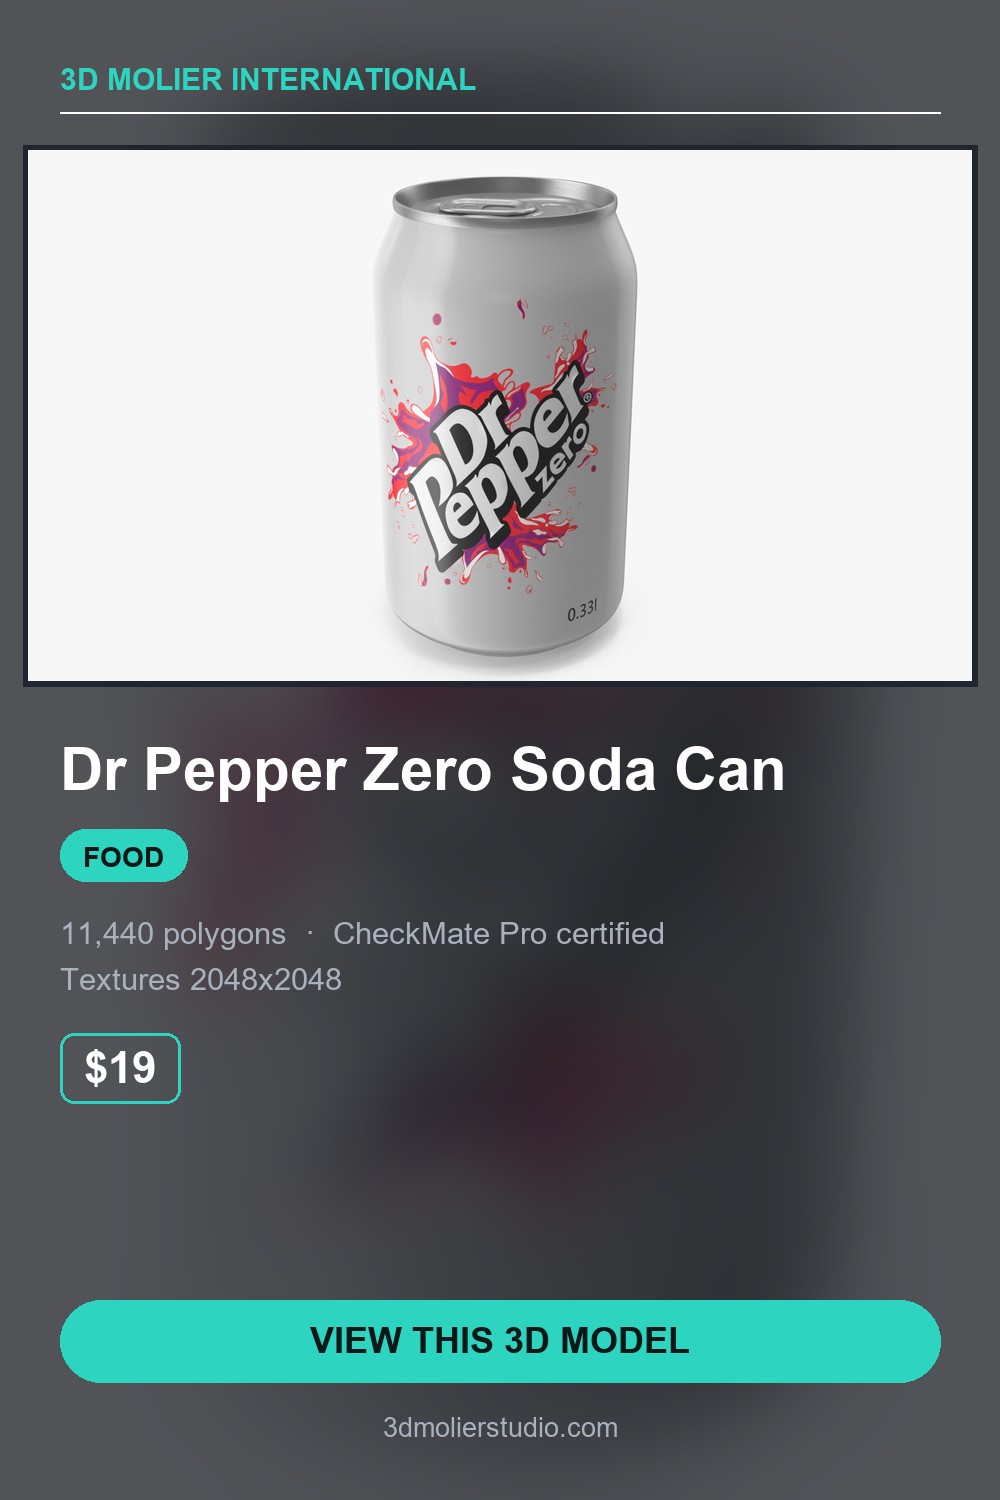 3D MOLIER INTERNATIONAL
Dr
Pepper®
zero
0.33l
Dr Pepper Zero Soda Can
FOOD
11,440 polygons · CheckMate Pro certified
Textures 2048x2048
$19
VIEW THIS 3D MODEL
3dmolierstudio.com